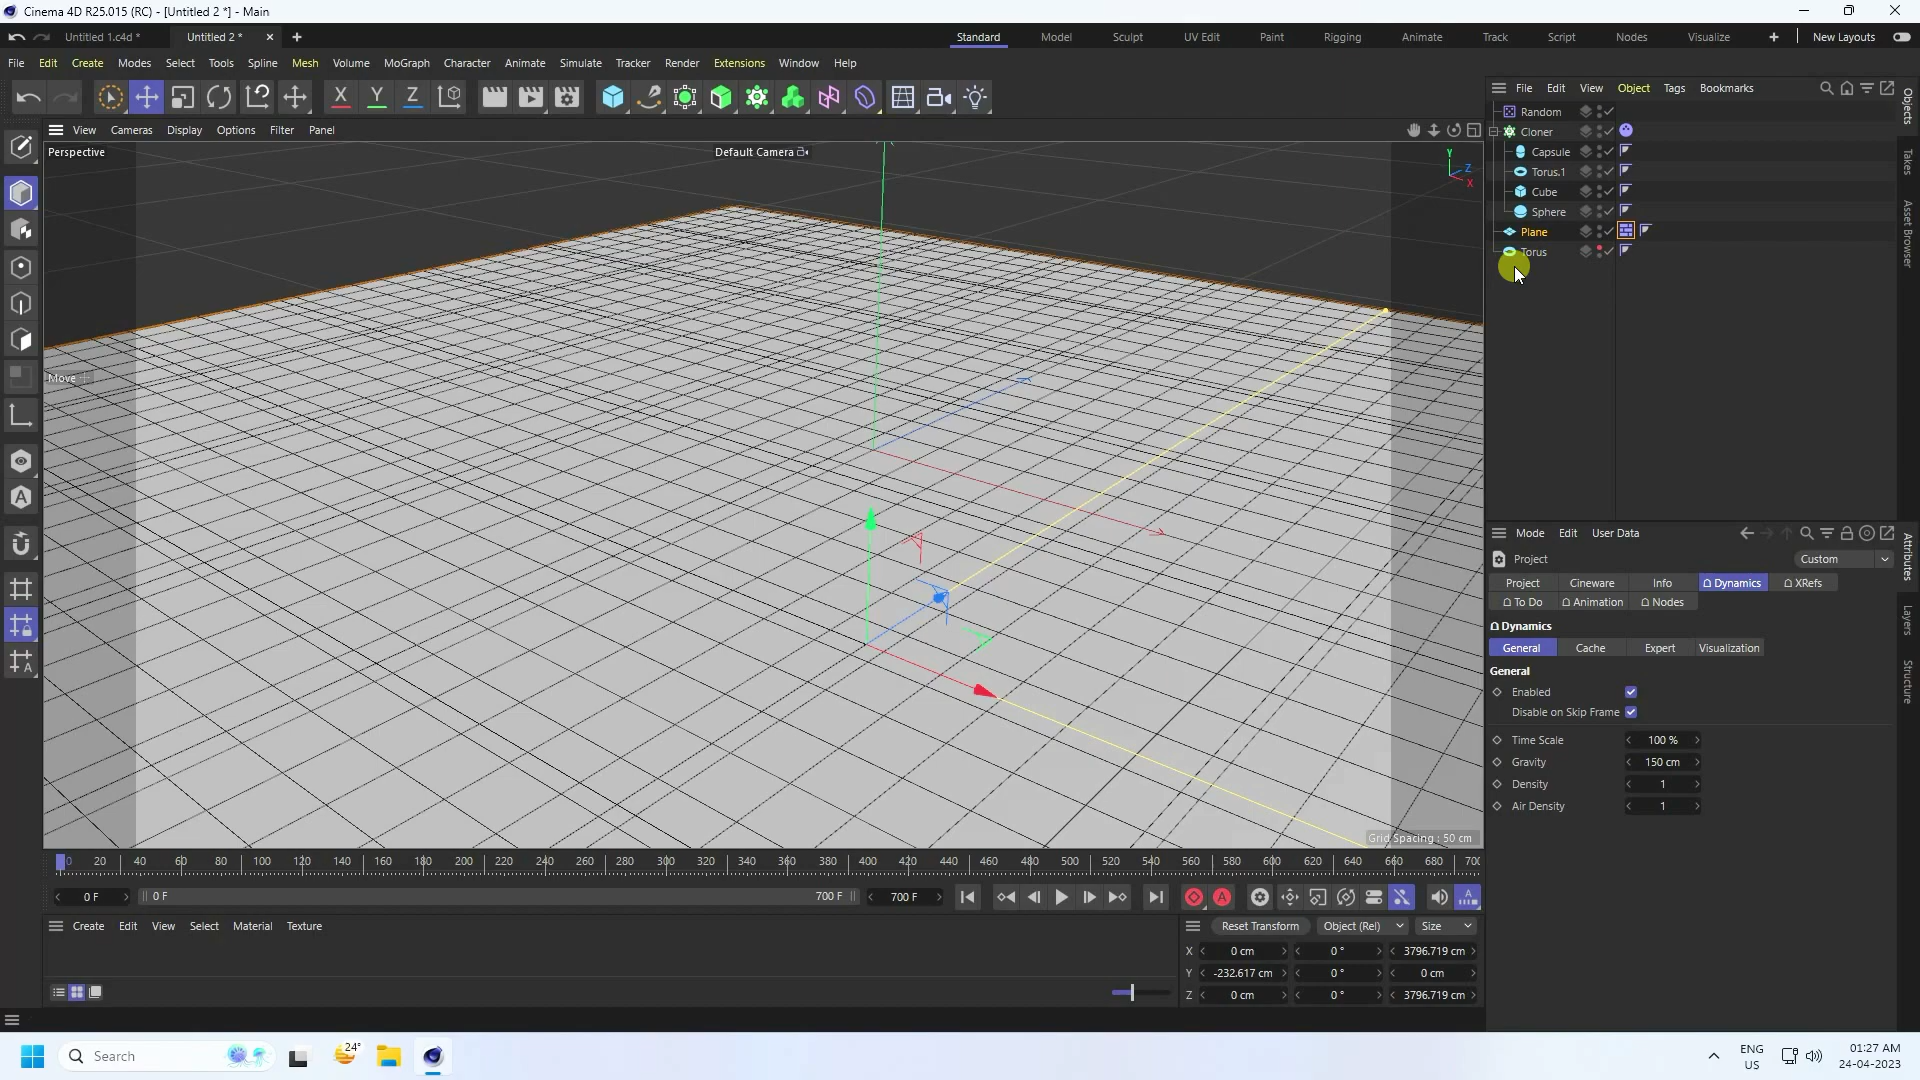 Cinema 4D R25.015 (RC) - [Untitled 2 *] - Main
Untitled 1.c4d * Untitled 2 * Standard Model Sculpt UV Edit Paint Rigging Animate Track Script Nodes Visualize New Layouts
File Edit Create Modes Select Tools Spline Mesh Volume MoGraph Character Animate Simulate Tracker Render Extensions Window Help
X Y Z
File Edit View Object Tags Bookmarks
View Cameras Display Options Filter Panel
Perspective
Default Camera
Y
Z
X
Move
Random
Cloner
Capsule
Torus.1
Cube
Sphere
Plane
Torus
Objects
Takes
Asset Browser
Mode Edit User Data
Project Custom
Project Cineware Info Dynamics XRefs
To Do Animation Nodes
Dynamics
General Cache Expert Visualization
General
Enabled
Disable on Skip Frame
Time Scale 100 %
Gravity 150 cm
Density 1
Air Density 1
Attributes
Layers
Structure
Grid Spacing : 50 cm
0 20 40 60 80 100 120 140 160 180 200 220 240 260 280 300 320 340 360 380 400 420 440 460 480 500 520 540 560 580 600 620 640 660 680 700
0 F 0 F 700 F 700 F
Create Edit View Select Material Texture
Reset Transform Object (Rel) Size
X 0 cm 0 ° 3796.719 cm
Y -232.617 cm 0 ° 0 cm
Z 0 cm 0 ° 3796.719 cm
Search
24°
ENG
US
01:27 AM
24-04-2023